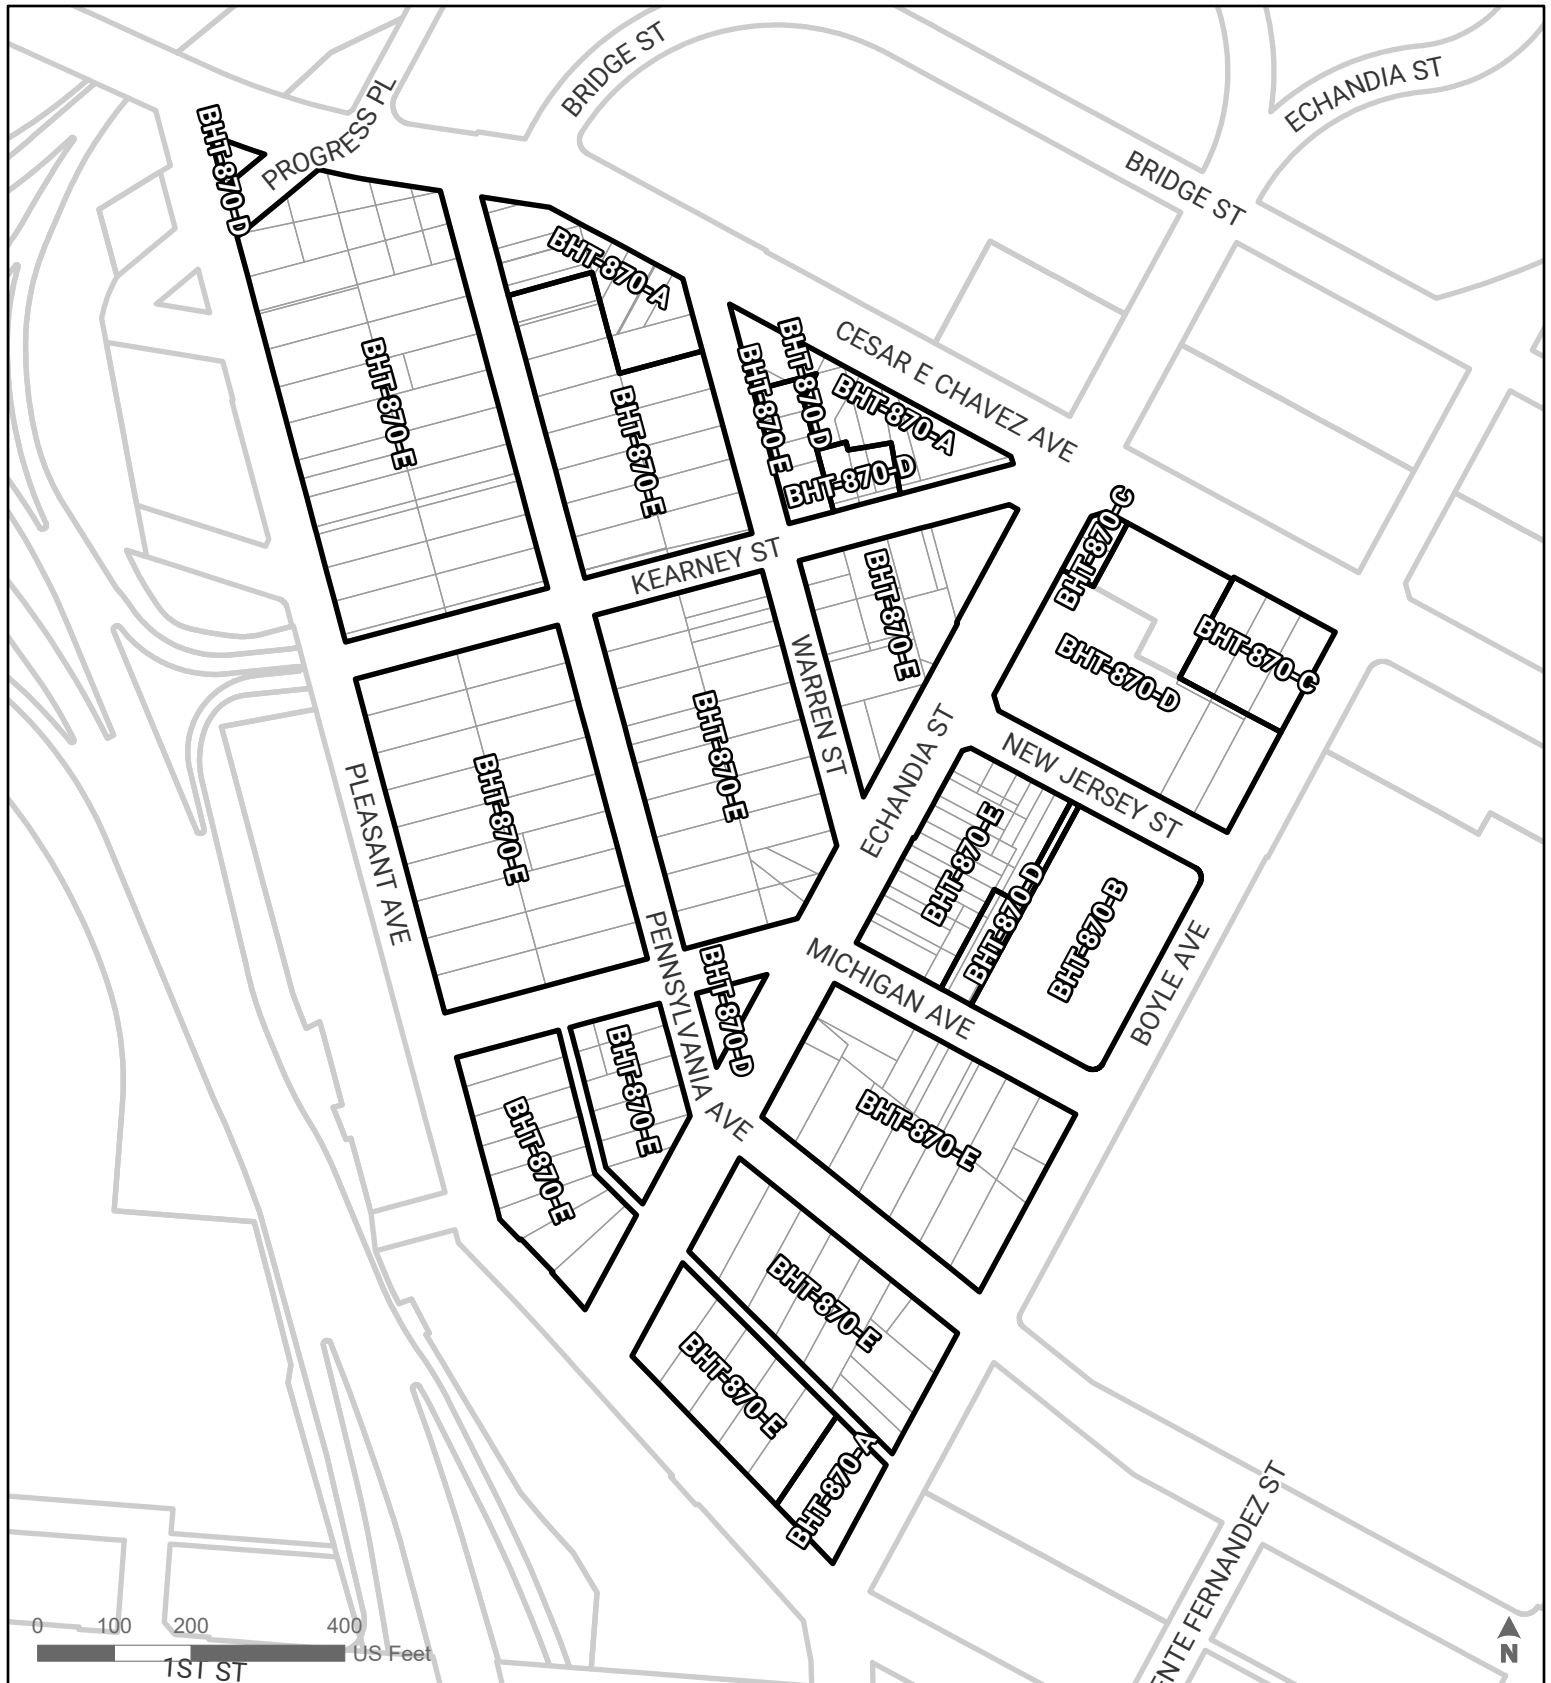 BRIDGE ST
ECHANDIA ST
PROGRESS PL
BHT-870-D
BRIDGE ST
BHT-870-A
CESAR E CHAVEZ AVE
BHT-870-E
BHT-870-E
BHT-870-E
BHT-870-D
BHT-870-A
BHT-870-D
BHT-870-C
KEARNEY ST
BHT-870-E
BHT-870-C
BHT-870-D
WARREN ST
BHT-870-E
BHT-870-E
ECHANDIA ST
NEW JERSEY ST
PLEASANT AVE
BHT-870-E
BHT-870-D
BHT-870-B
BOYLE AVE
PENNSYLVANIA AVE
MICHIGAN AVE
BHT-870-D
BHT-870-E
BHT-870-E
BHT-870-E
BHT-870-E
BHT-870-E
BHT-870-A
ENTE FERNANDEZ ST
0 100 200 400
US Feet
1ST ST
N